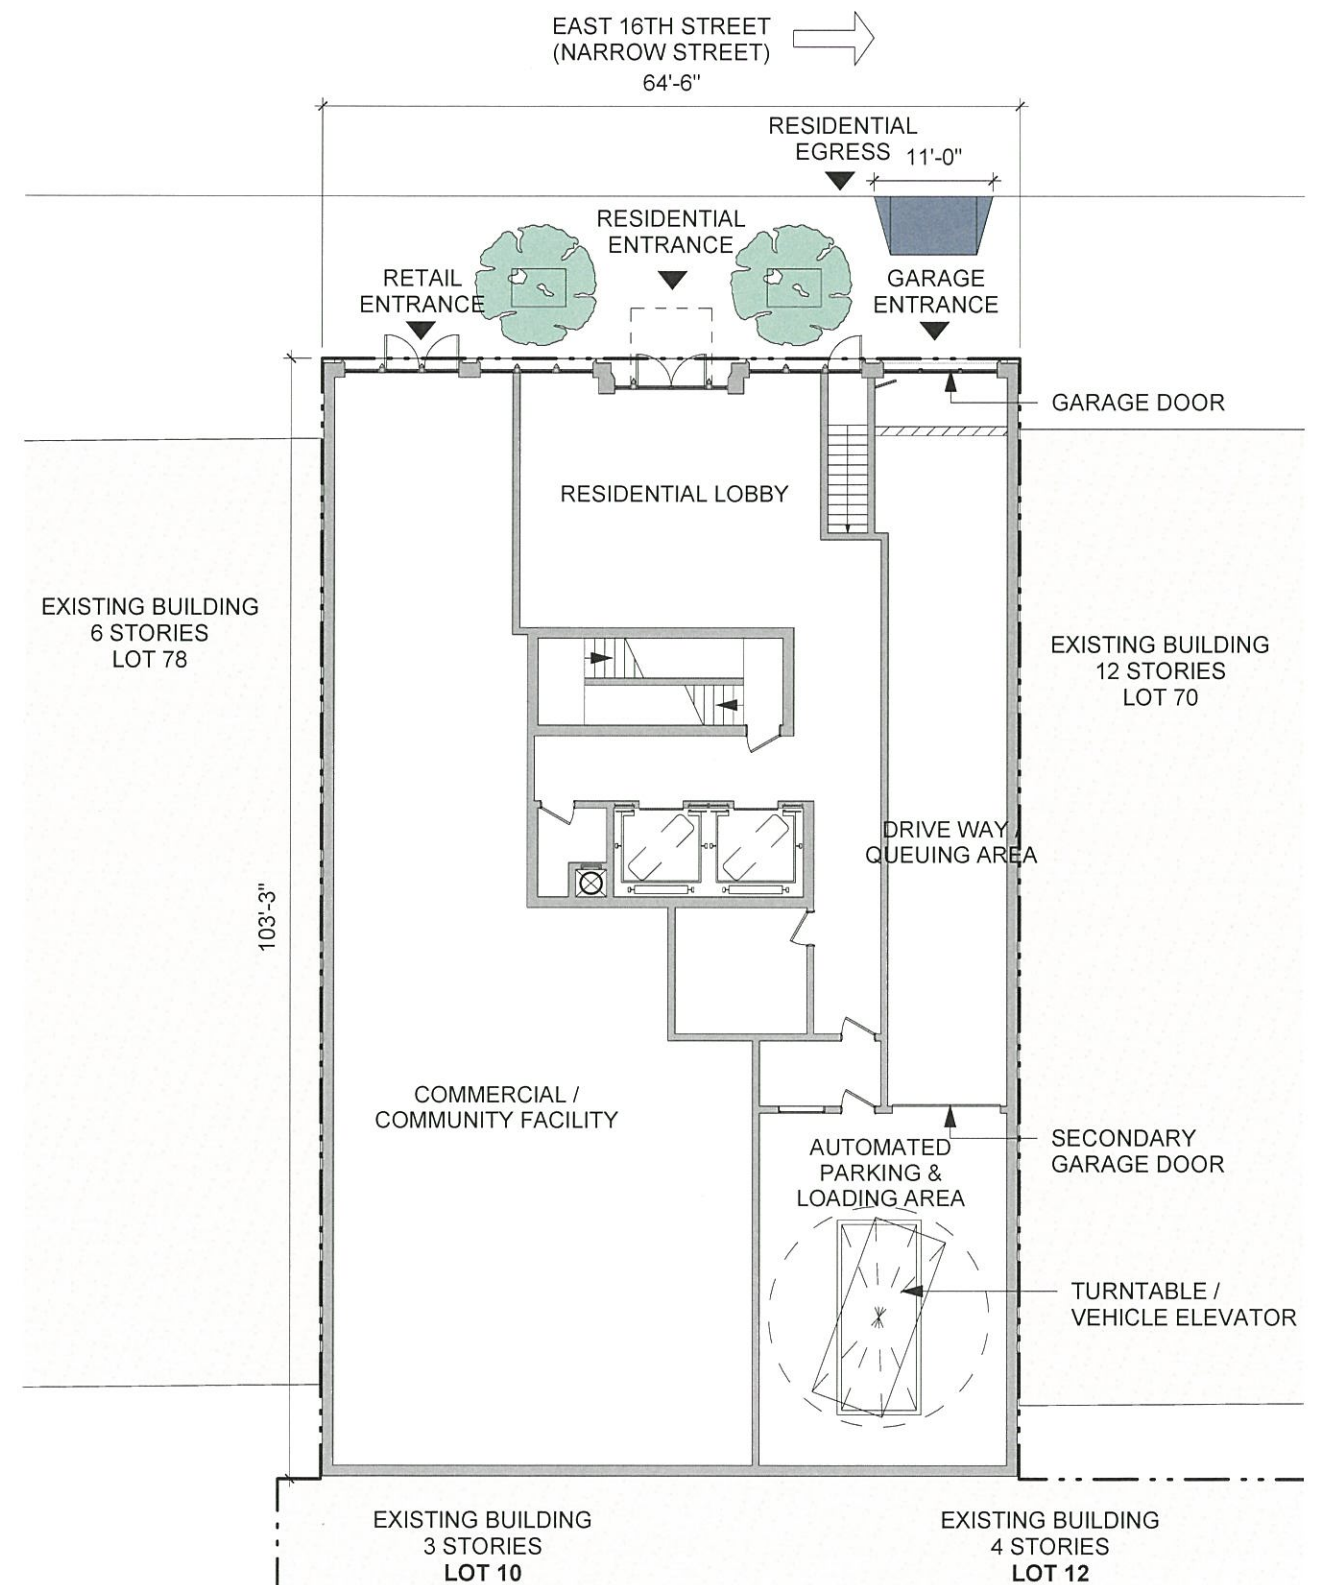 EAST 16TH STREET
(NARROW STREET)
64'-6"
RESIDENTIAL
EGRESS
11'-0"
RESIDENTIAL
ENTRANCE
RETAIL
ENTRANCE
GARAGE
ENTRANCE
GARAGE DOOR
RESIDENTIAL LOBBY
EXISTING BUILDING
6 STORIES
LOT 78
EXISTING BUILDING
12 STORIES
LOT 70
DRIVE WAY /
QUEUING AREA
103'-3"
COMMERCIAL /
COMMUNITY FACILITY
AUTOMATED
PARKING &
LOADING AREA
SECONDARY
GARAGE DOOR
TURNTABLE /
VEHICLE ELEVATOR
EXISTING BUILDING
3 STORIES
LOT 10
EXISTING BUILDING
4 STORIES
LOT 12